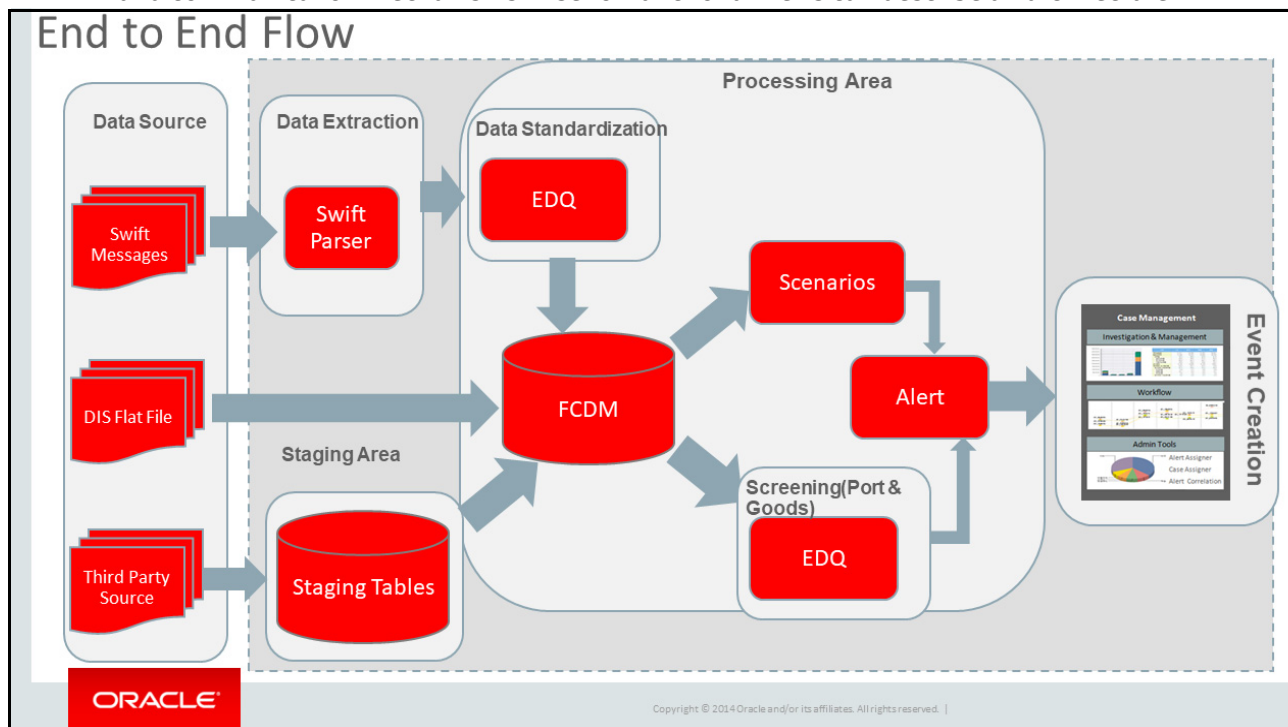 End to End Flow
Processing Area
Data Source
Data Extraction
Data Standardization
EDQ
Swift
Messages
Swift
Parser
Scenarios
DIS Flat File
FCDM
Alert
Staging Area
Staging Tables
Third Party
Source
Screening(Port &
Goods)
EDQ
Case Management
Investigation & Management
Workflow
Admin Tools
Alert Assigner
Case Assigner
Alert Correlation
Event Creation
ORACLE®
Copyright © 2014 Oracle and/or its affiliates. All rights reserved. |